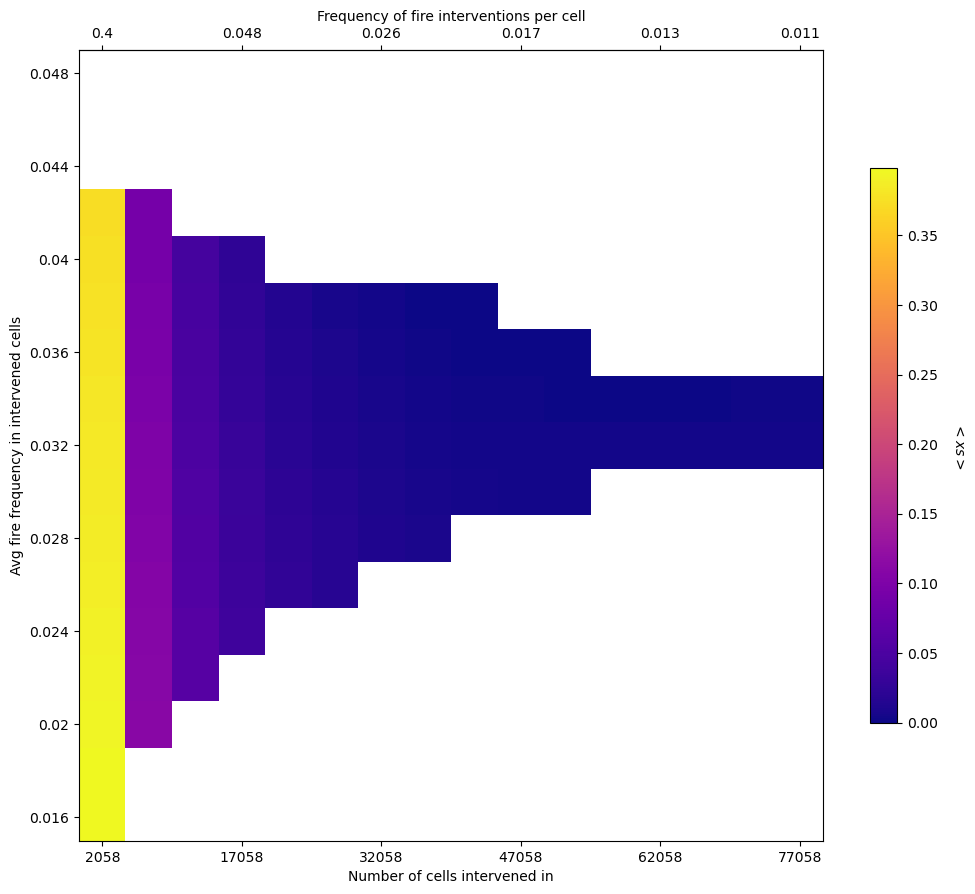 Frequency of fire interventions per cell
0.4 0.048 0.026 0.017 0.013 0.011
0.048
0.044
0.04
0.036
0.032
0.028
0.024
0.02
0.016
Avg fire frequency in intervened cells
2058 17058 32058 47058 62058 77058
Number of cells intervened in
0.35
0.30
0.25
0.20
0.15
0.10
0.05
0.00
< sx >